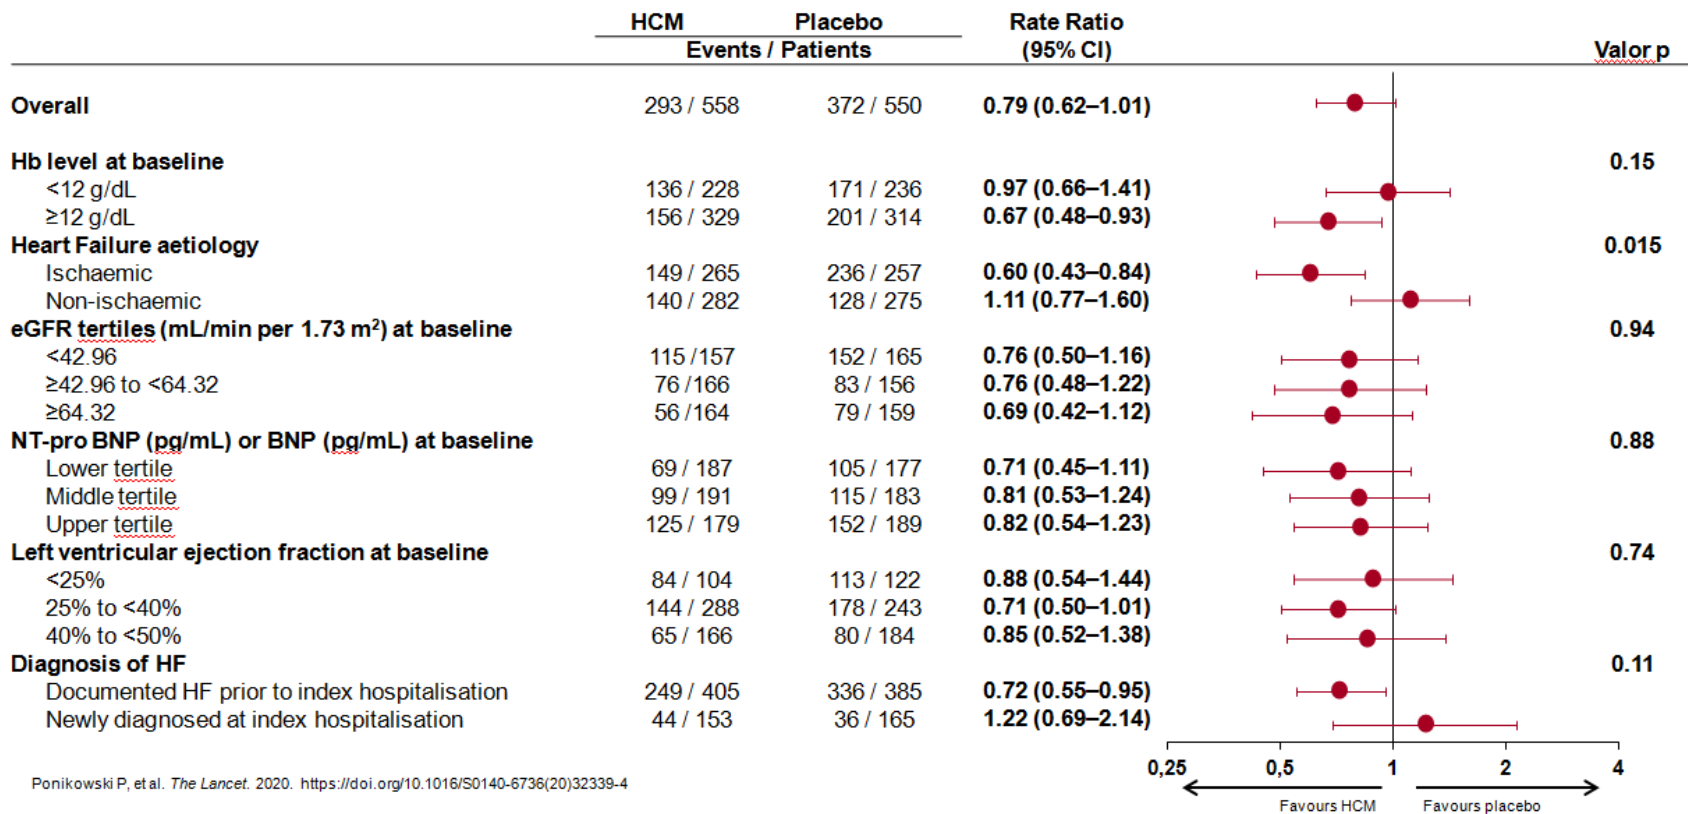 HCM Placebo Rate Ratio
Events / Patients (95% CI) Valor p
Overall 293 / 558 372 / 550 0.79 (0.62–1.01)
Hb level at baseline 0.15
<12 g/dL 136 / 228 171 / 236 0.97 (0.66–1.41)
≥12 g/dL 156 / 329 201 / 314 0.67 (0.48–0.93)
Heart Failure aetiology 0.015
Ischaemic 149 / 265 236 / 257 0.60 (0.43–0.84)
Non-ischaemic 140 / 282 128 / 275 1.11 (0.77–1.60)
eGFR tertiles (mL/min per 1.73 m²) at baseline 0.94
<42.96 115 /157 152 / 165 0.76 (0.50–1.16)
≥42.96 to <64.32 76 /166 83 / 156 0.76 (0.48–1.22)
≥64.32 56 /164 79 / 159 0.69 (0.42–1.12)
NT-pro BNP (pg/mL) or BNP (pg/mL) at baseline 0.88
Lower tertile 69 / 187 105 / 177 0.71 (0.45–1.11)
Middle tertile 99 / 191 115 / 183 0.81 (0.53–1.24)
Upper tertile 125 / 179 152 / 189 0.82 (0.54–1.23)
Left ventricular ejection fraction at baseline 0.74
<25% 84 / 104 113 / 122 0.88 (0.54–1.44)
25% to <40% 144 / 288 178 / 243 0.71 (0.50–1.01)
40% to <50% 65 / 166 80 / 184 0.85 (0.52–1.38)
Diagnosis of HF 0.11
Documented HF prior to index hospitalisation 249 / 405 336 / 385 0.72 (0.55–0.95)
Newly diagnosed at index hospitalisation 44 / 153 36 / 165 1.22 (0.69–2.14)
0,25 0,5 1 2 4
Ponikowski P, et al. The Lancet. 2020. https://doi.org/10.1016/S0140-6736(20)32339-4
Favours HCM Favours placebo